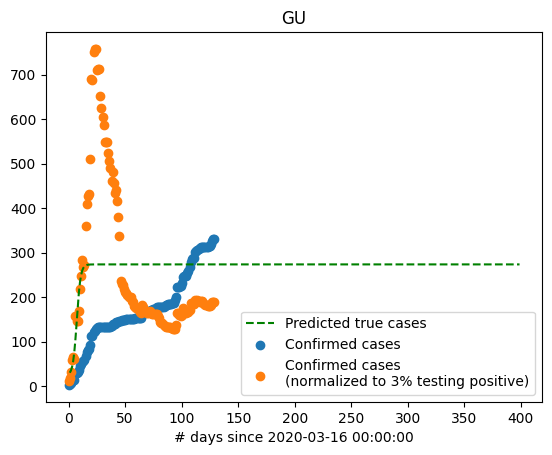 GU
700
600
500
400
300
200
100
0
Predicted true cases
Confirmed cases
Confirmed cases
(normalized to 3% testing positive)
0 50 100 150 200 250 300 350 400
# days since 2020-03-16 00:00:00